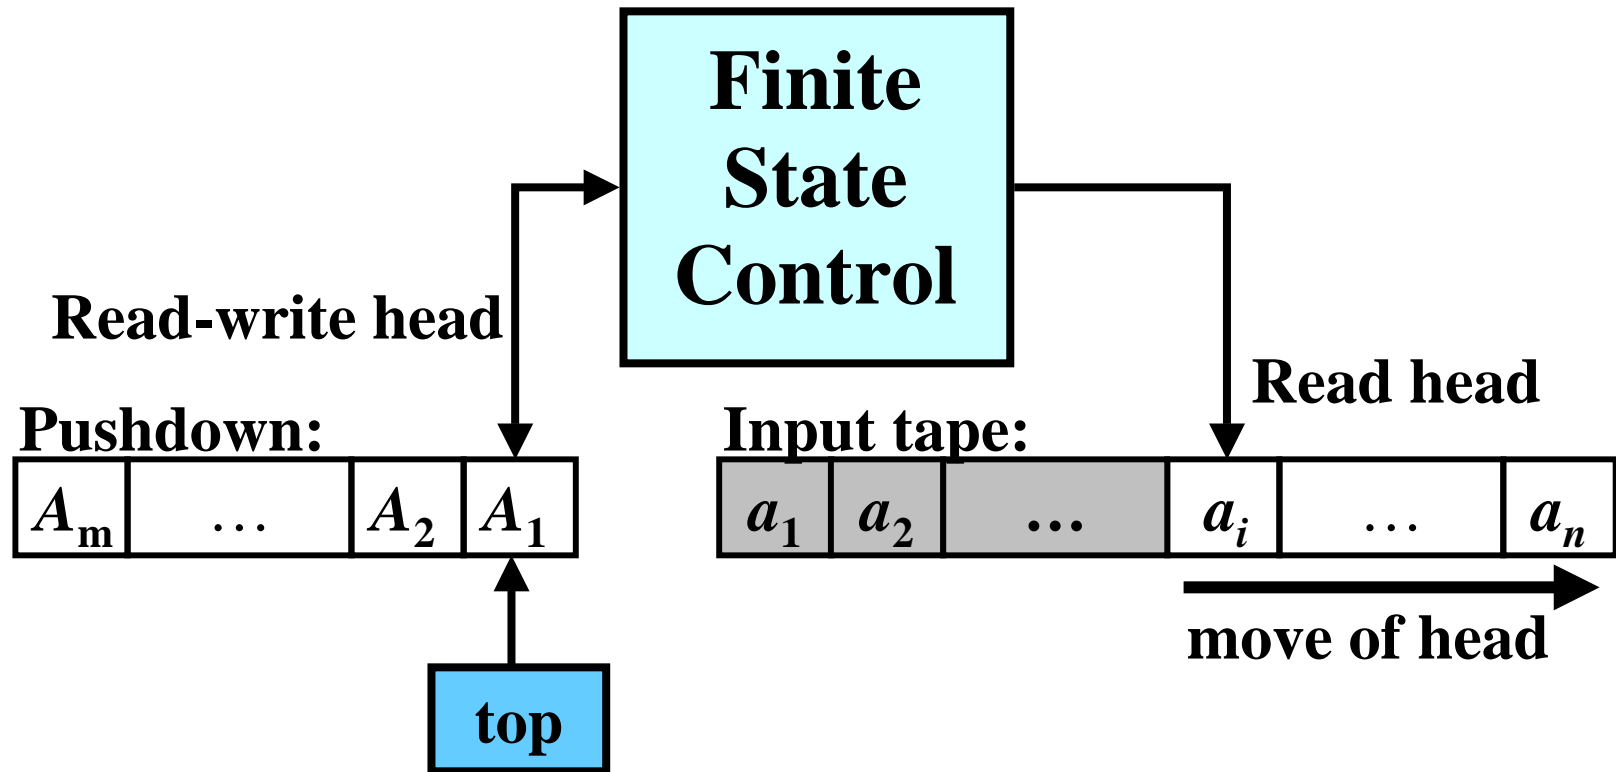 Finite
State
Control
Read-write head
Read head
Pushdown:
Input tape:
Aₘ … A₂ A₁
a₁ a₂ … aᵢ … aₙ
move of head
top